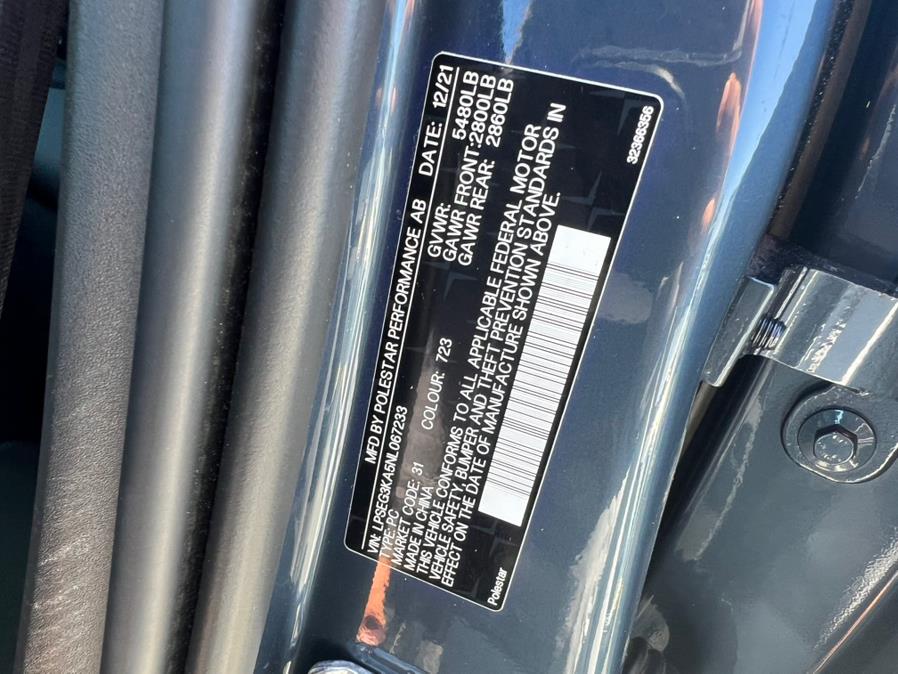 MFD BY POLESTAR PERFORMANCE AB DATE: 12/21
VIN: LPSEG3KA5NL067233 GVWR: 5480LB
TYPE: PC GAWR FRONT:2800LB
MARKET CODE: 31 COLOUR: 723 GAWR REAR: 2860LB
MADE IN CHINA
THIS VEHICLE CONFORMS TO ALL APPLICABLE FEDERAL MOTOR
VEHICLE SAFETY, BUMPER AND THEFT PREVENTION STANDARDS IN
EFFECT ON THE DATE OF MANUFACTURE SHOWN ABOVE.
Polestar 32366356